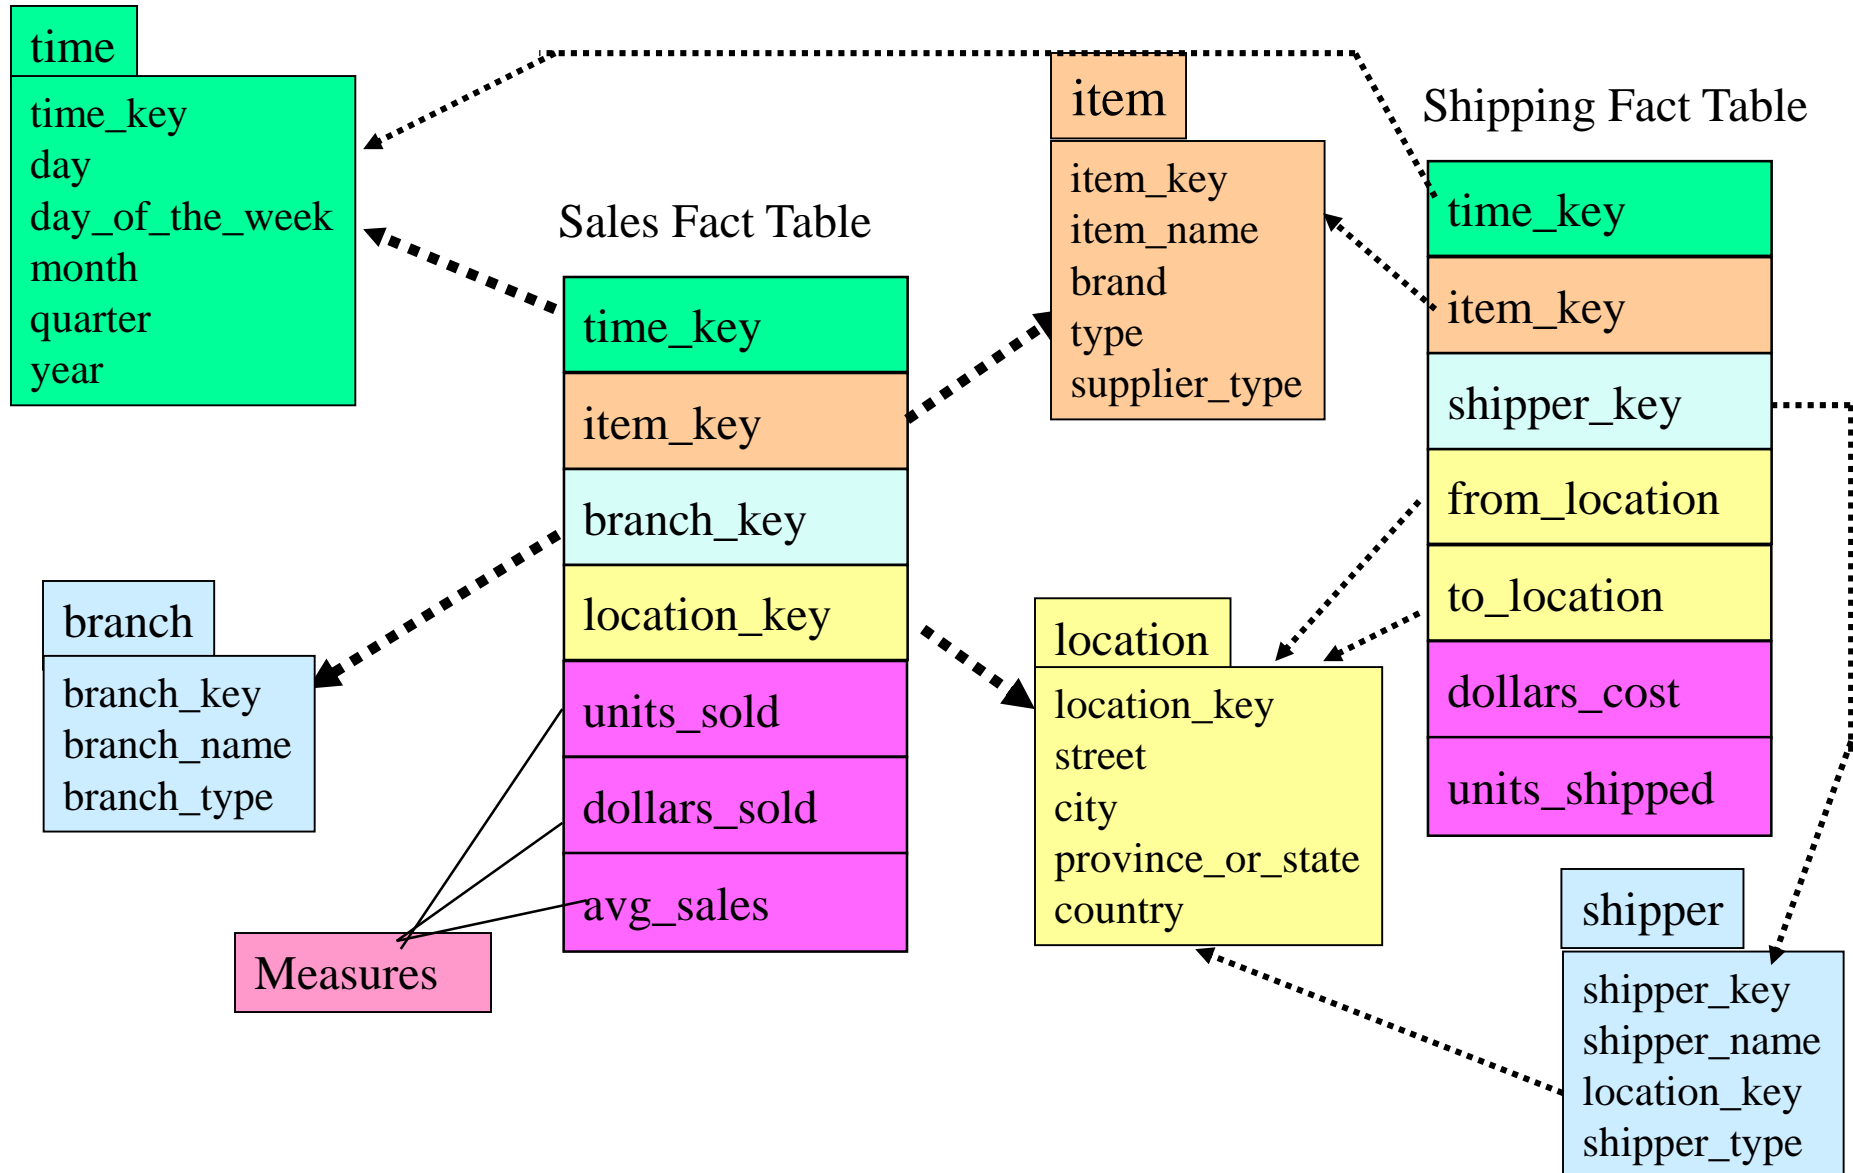 time
time_key
day
day_of_the_week
month
quarter
year
Sales Fact Table
time_key
item_key
branch_key
location_key
units_sold
dollars_sold
avg_sales
Measures
branch
branch_key
branch_name
branch_type
item
item_key
item_name
brand
type
supplier_type
location
location_key
street
city
province_or_state
country
Shipping Fact Table
time_key
item_key
shipper_key
from_location
to_location
dollars_cost
units_shipped
shipper
shipper_key
shipper_name
location_key
shipper_type